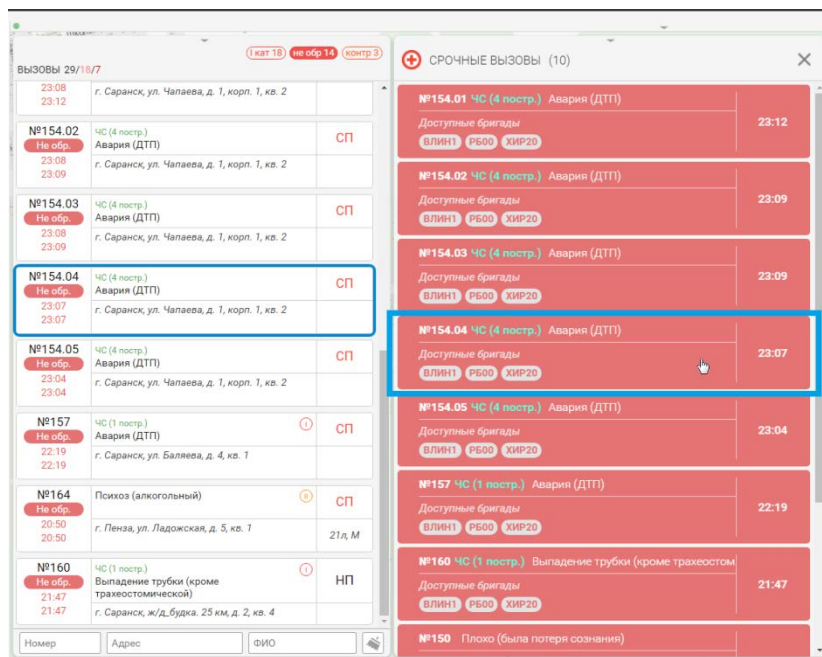 I кат 18 не обр 14 контр 3
ВЫЗОВЫ 29/18/7
23:08
23:12
г. Саранск, ул. Чапаева, д. 1, корп. 1, кв. 2
№154.02
Не обр.
23:08
23:09
ЧС (4 постр.)
Авария (ДТП)
СП
г. Саранск, ул. Чапаева, д. 1, корп. 1, кв. 2
№154.03
Не обр.
23:08
23:09
ЧС (4 постр.)
Авария (ДТП)
СП
г. Саранск, ул. Чапаева, д. 1, корп. 1, кв. 2
№154.04
Не обр.
23:07
23:07
ЧС (4 постр.)
Авария (ДТП)
СП
г. Саранск, ул. Чапаева, д. 1, корп. 1, кв. 2
№154.05
Не обр.
23:04
23:04
ЧС (4 постр.)
Авария (ДТП)
СП
г. Саранск, ул. Чапаева, д. 1, корп. 1, кв. 2
№157
Не обр.
22:19
22:19
ЧС (1 постр.)
Авария (ДТП)
I
СП
г. Саранск, ул. Баляева, д. 4, кв. 1
№164
Не обр.
20:50
20:50
Психоз (алкогольный)
II
СП
г. Пенза, ул. Ладожская, д. 5, кв. 1
21л, М
№160
Не обр.
21:47
21:47
ЧС (1 постр.)
Выпадение трубки (кроме
трахеостомической)
I
НП
г. Саранск, ж/д_будка. 25 км, д. 2, кв. 4
Номер Адрес ФИО
СРОЧНЫЕ ВЫЗОВЫ (10)
№154.01 ЧС (4 постр.) Авария (ДТП)
Доступные бригады
ВЛИН1 РБ00 ХИР20
23:12
№154.02 ЧС (4 постр.) Авария (ДТП)
Доступные бригады
ВЛИН1 РБ00 ХИР20
23:09
№154.03 ЧС (4 постр.) Авария (ДТП)
Доступные бригады
ВЛИН1 РБ00 ХИР20
23:09
№154.04 ЧС (4 постр.) Авария (ДТП)
Доступные бригады
ВЛИН1 РБ00 ХИР20
23:07
№154.05 ЧС (4 постр.) Авария (ДТП)
Доступные бригады
ВЛИН1 РБ00 ХИР20
23:04
№157 ЧС (1 постр.) Авария (ДТП)
Доступные бригады
ВЛИН1 РБ00 ХИР20
22:19
№160 ЧС (1 постр.) Выпадение трубки (кроме трахеостом
Доступные бригады
ВЛИН1 РБ00 ХИР20
21:47
№150 Плохо (была потеря сознания)